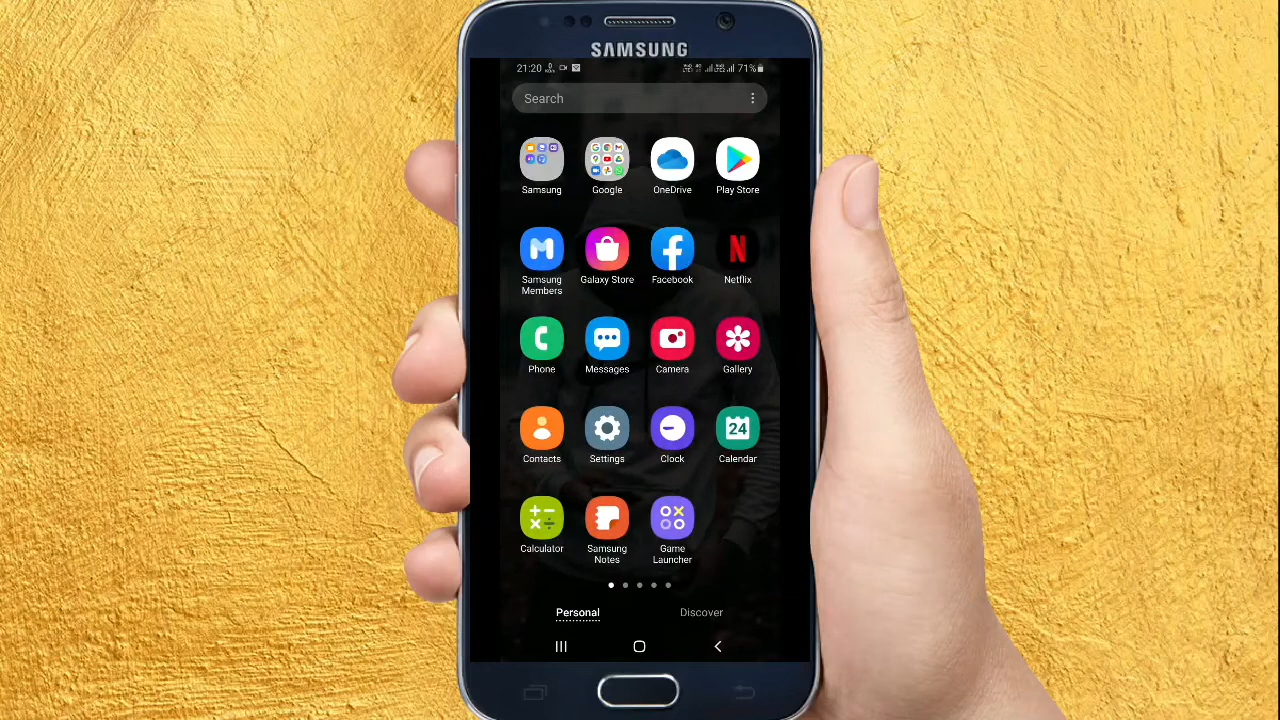 SAMSUNG
21:20
71%
Search
Samsung
Google
OneDrive
Play Store
Samsung
Members
Galaxy Store
Facebook
N
Netflix
Phone
Messages
Camera
Gallery
24
Contacts
Settings
Clock
Calendar
Calculator
Samsung
Notes
Game
Launcher
Personal
Discover